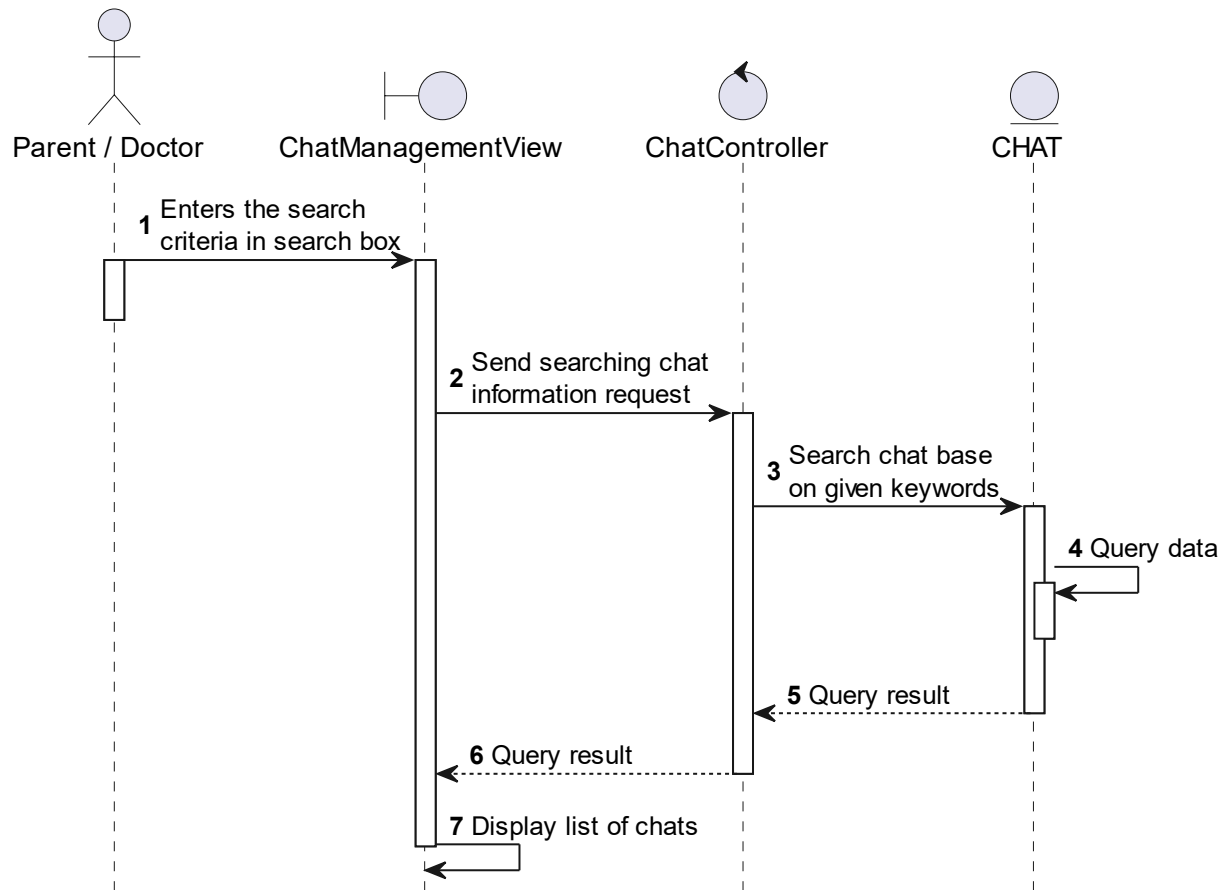 Parent / Doctor
ChatManagementView
ChatController
CHAT
1 Enters the search
criteria in search box
2 Send searching chat
information request
3 Search chat base
on given keywords
4 Query data
5 Query result
6 Query result
7 Display list of chats